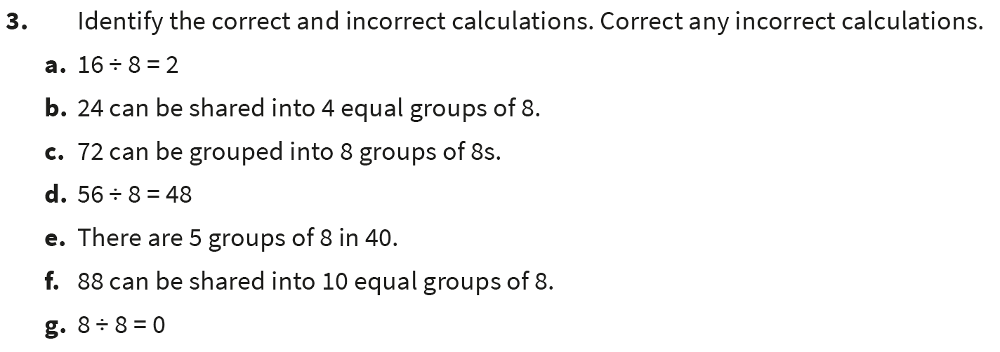 3. Identify the correct and incorrect calculations. Correct any incorrect calculations.
a. 16 ÷ 8 = 2
b. 24 can be shared into 4 equal groups of 8.
c. 72 can be grouped into 8 groups of 8s.
d. 56 ÷ 8 = 48
e. There are 5 groups of 8 in 40.
f. 88 can be shared into 10 equal groups of 8.
g. 8 ÷ 8 = 0